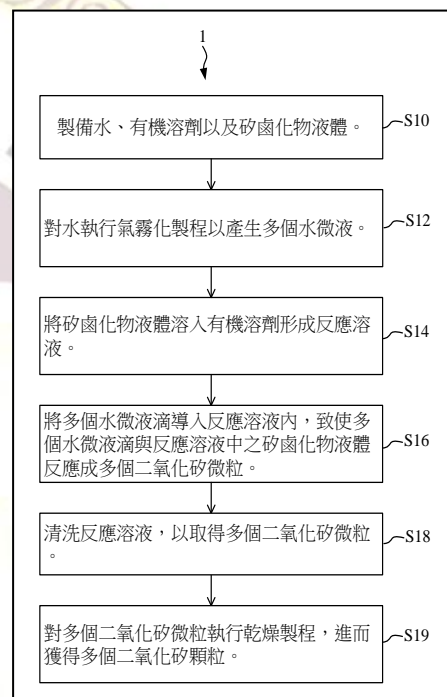 1
製備水、有機溶劑以及矽鹵化物液體。
S10
對水執行氣霧化製程以產生多個水微液。
S12
將矽鹵化物液體溶入有機溶劑形成反應溶
液。
S14
將多個水微液滴導入反應溶液內，致使多
個水微液滴與反應溶液中之矽鹵化物液體
反應成多個二氧化矽微粒。
S16
清洗反應溶液，以取得多個二氧化矽微粒
。
S18
對多個二氧化矽微粒執行乾燥製程，進而
獲得多個二氧化矽顆粒。
S19